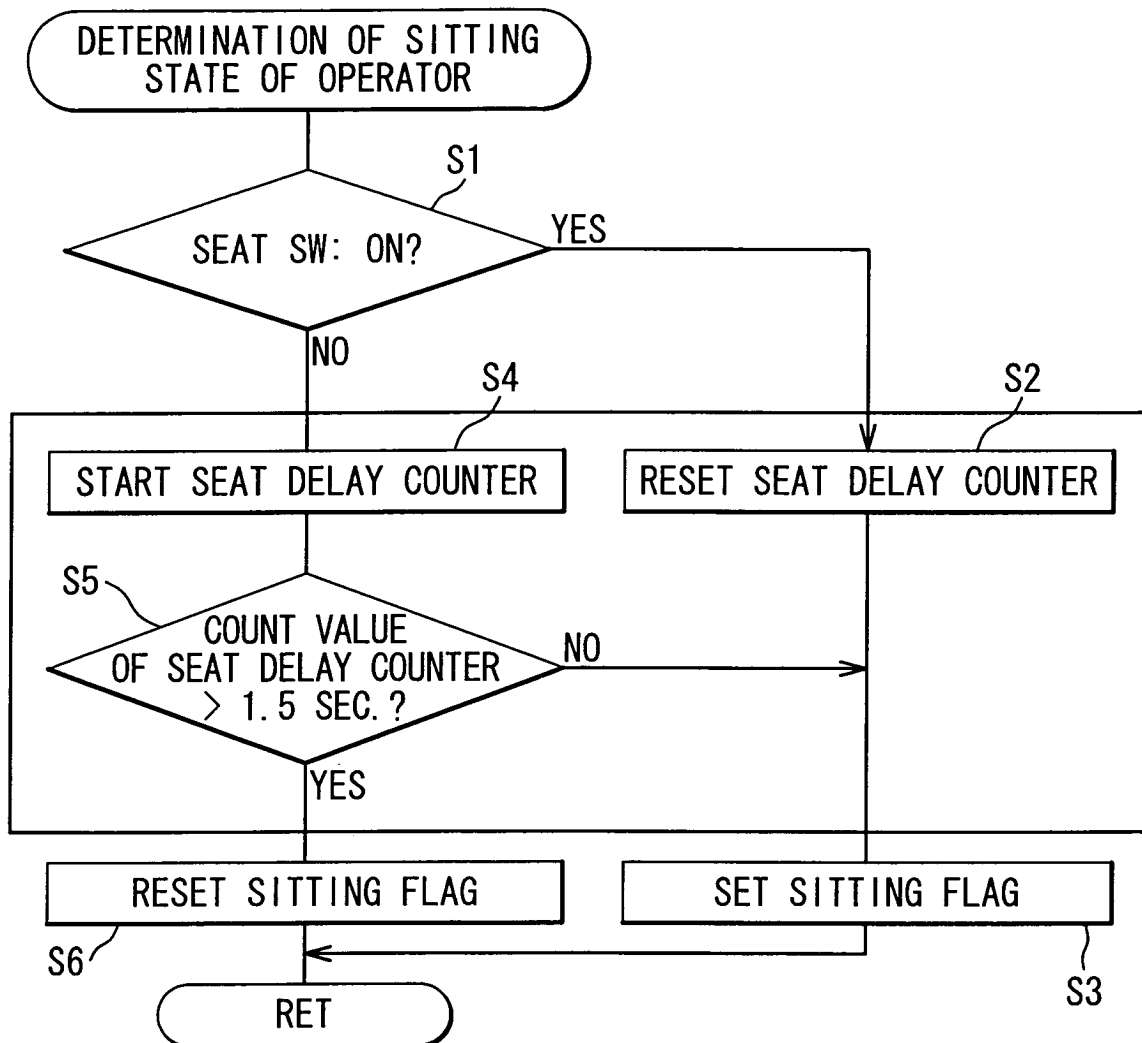 DETERMINATION OF SITTING
STATE OF OPERATOR
S1
SEAT SW: ON?
YES
NO
S4
S2
START SEAT DELAY COUNTER
RESET SEAT DELAY COUNTER
S5
COUNT VALUE
OF SEAT DELAY COUNTER
> 1.5 SEC.?
NO
YES
RESET SITTING FLAG
SET SITTING FLAG
S6
S3
RET